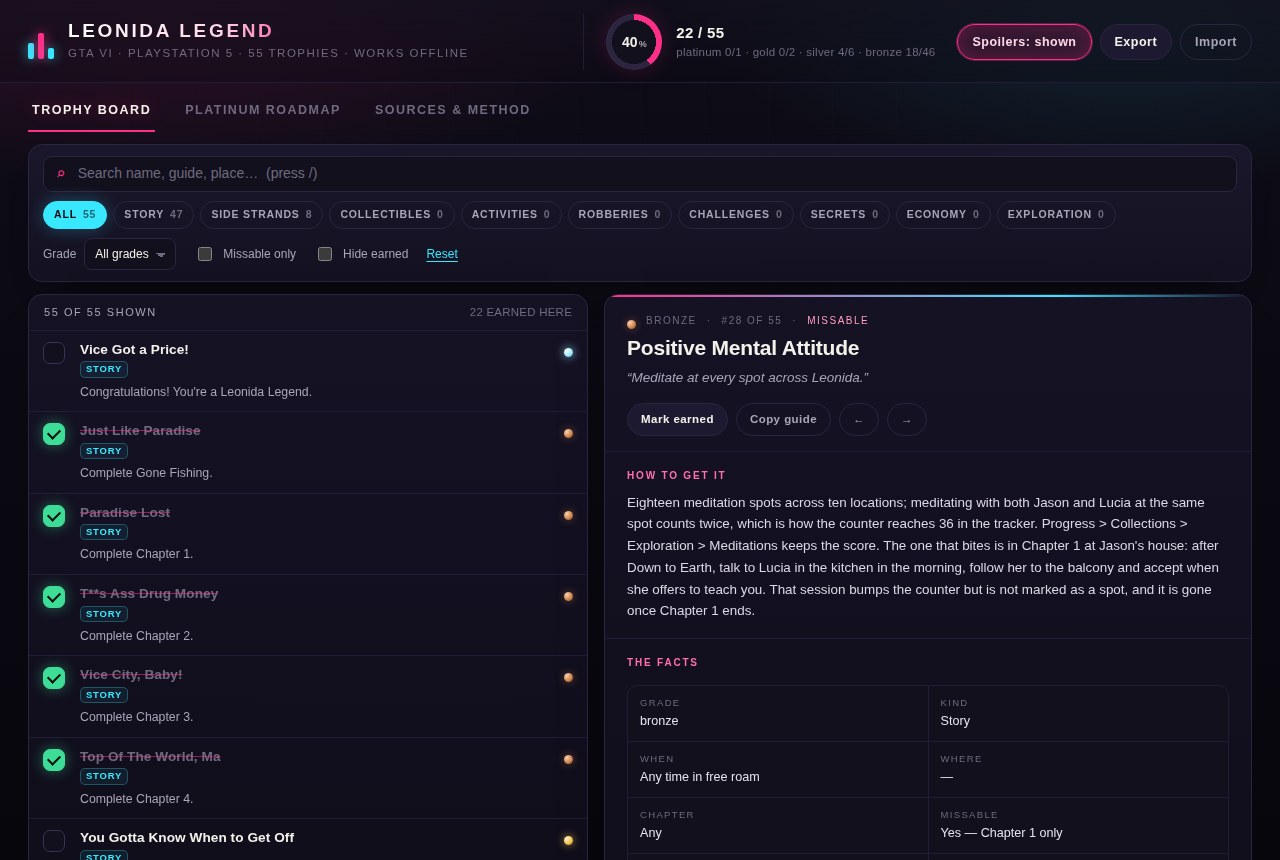 LEONIDA LEGEND
GTA VI · PLAYSTATION 5 · 55 TROPHIES · WORKS OFFLINE
40%
22 / 55
platinum 0/1 · gold 0/2 · silver 4/6 · bronze 18/46
Spoilers: shown
Export
Import
TROPHY BOARD
PLATINUM ROADMAP
SOURCES & METHOD
Search name, guide, place… (press /)
ALL 55
STORY 47
SIDE STRANDS 8
COLLECTIBLES 0
ACTIVITIES 0
ROBBERIES 0
CHALLENGES 0
SECRETS 0
ECONOMY 0
EXPLORATION 0
Grade
All grades
Missable only
Hide earned
Reset
55 OF 55 SHOWN
22 EARNED HERE
Vice Got a Price!
STORY
Congratulations! You're a Leonida Legend.
Just Like Paradise
STORY
Complete Gone Fishing.
Paradise Lost
STORY
Complete Chapter 1.
T**s Ass Drug Money
STORY
Complete Chapter 2.
Vice City, Baby!
STORY
Complete Chapter 3.
Top Of The World, Ma
STORY
Complete Chapter 4.
You Gotta Know When to Get Off
STORY
BRONZE · #28 OF 55 · MISSABLE
Positive Mental Attitude
“Meditate at every spot across Leonida.”
Mark earned
Copy guide
←
→
HOW TO GET IT
Eighteen meditation spots across ten locations; meditating with both Jason and Lucia at the same
spot counts twice, which is how the counter reaches 36 in the tracker. Progress > Collections >
Exploration > Meditations keeps the score. The one that bites is in Chapter 1 at Jason's house: after
Down to Earth, talk to Lucia in the kitchen in the morning, follow her to the balcony and accept when
she offers to teach you. That session bumps the counter but is not marked as a spot, and it is gone
once Chapter 1 ends.
THE FACTS
GRADE
bronze
KIND
Story
WHEN
Any time in free roam
WHERE
—
CHAPTER
Any
MISSABLE
Yes — Chapter 1 only